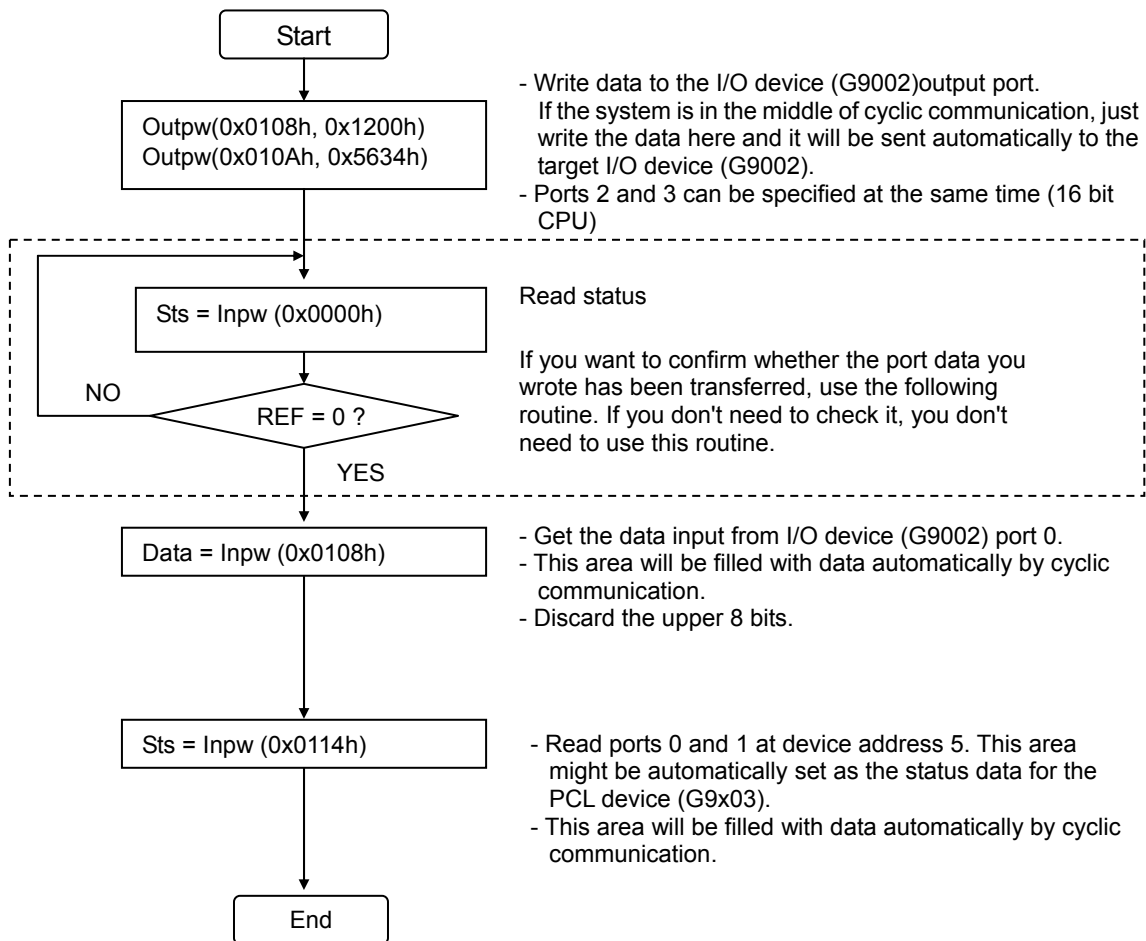 Start
Outpw(0x0108h, 0x1200h)
Outpw(0x010Ah, 0x5634h)
- Write data to the I/O device (G9002)output port.
If the system is in the middle of cyclic communication, just
write the data here and it will be sent automatically to the
target I/O device (G9002).
- Ports 2 and 3 can be specified at the same time (16 bit
CPU)
Sts = Inpw (0x0000h)
Read status
If you want to confirm whether the port data you
wrote has been transferred, use the following
routine. If you don't need to check it, you don't
need to use this routine.
NO
REF = 0 ?
YES
Data = Inpw (0x0108h)
- Get the data input from I/O device (G9002) port 0.
- This area will be filled with data automatically by cyclic
communication.
- Discard the upper 8 bits.
Sts = Inpw (0x0114h)
- Read ports 0 and 1 at device address 5. This area
might be automatically set as the status data for the
PCL device (G9x03).
- This area will be filled with data automatically by cyclic
communication.
End